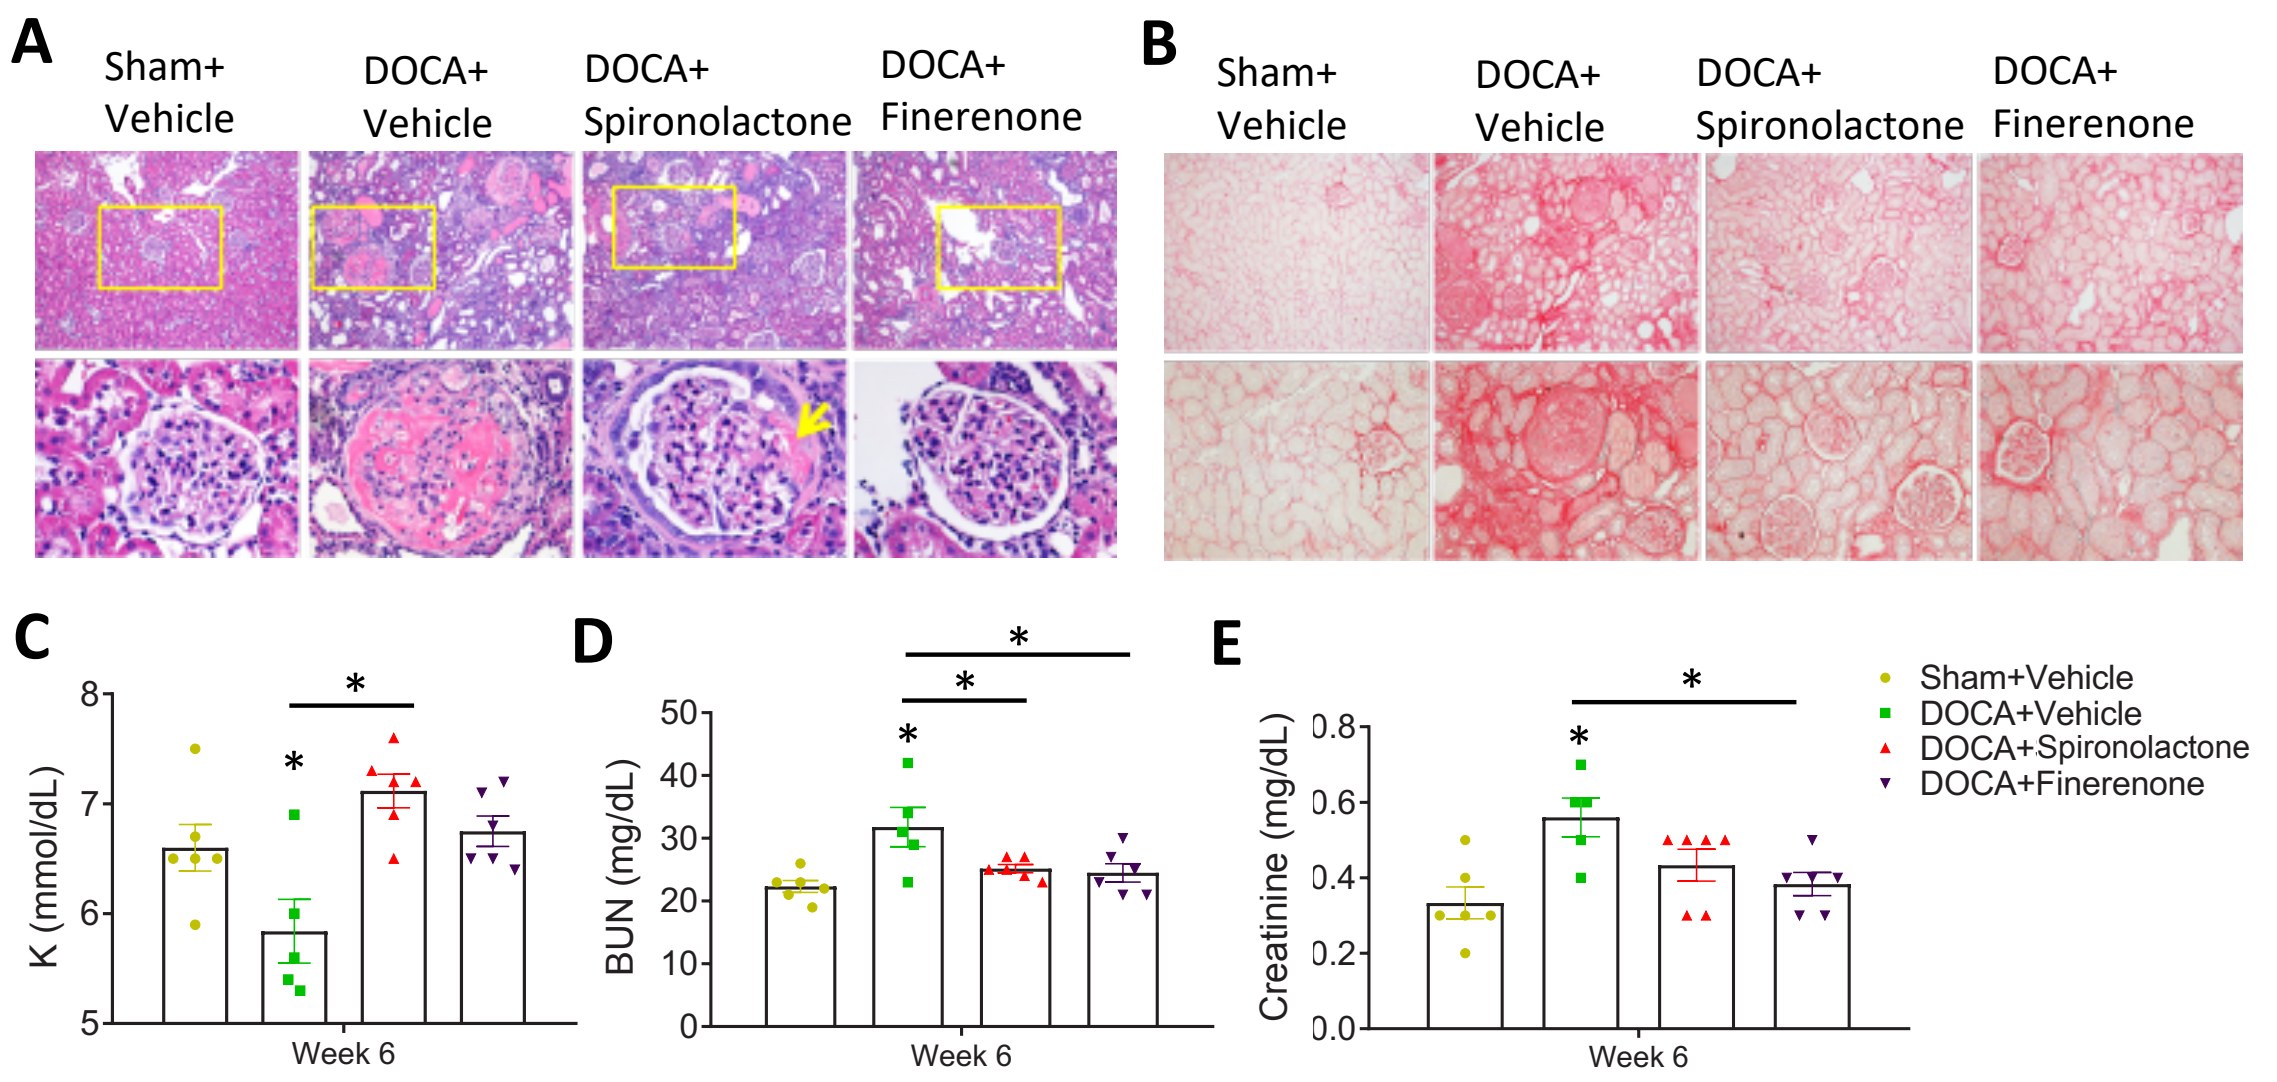 A
Sham+
Vehicle
DOCA+
Vehicle
DOCA+
Spironolactone
DOCA+
Finerenone
B
Sham+
Vehicle
DOCA+
Vehicle
DOCA+
Spironolactone
DOCA+
Finerenone
C
K (mmol/dL)
8
7
6
5
*
*
Week 6
D
BUN (mg/dL)
50
40
30
20
10
0
*
*
*
Week 6
E
Creatinine (mg/dL)
0.8
0.6
0.4
0.2
0.0
*
*
Week 6
Sham+Vehicle
DOCA+Vehicle
DOCA+Spironolactone
DOCA+Finerenone